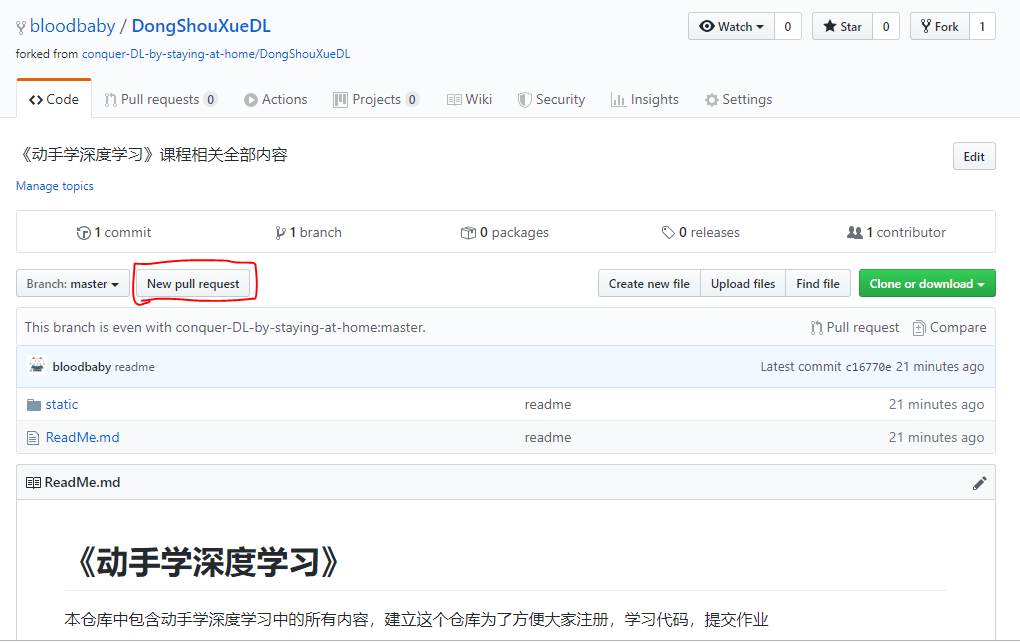 bloodbaby / DongShouXueDL
Watch 0 Star 0 Fork 1
forked from conquer-DL-by-staying-at-home/DongShouXueDL
Code Pull requests 0 Actions Projects 0 Wiki Security Insights Settings
《动手学深度学习》课程相关全部内容
Edit
Manage topics
1 commit 1 branch 0 packages 0 releases 1 contributor
Branch: master New pull request Create new file Upload files Find file Clone or download
This branch is even with conquer-DL-by-staying-at-home:master. Pull request Compare
bloodbaby readme Latest commit c16770e 21 minutes ago
static readme 21 minutes ago
ReadMe.md readme 21 minutes ago
ReadMe.md
《动手学深度学习》
本仓库中包含动手学深度学习中的所有内容，建立这个仓库为了方便大家注册，学习代码，提交作业